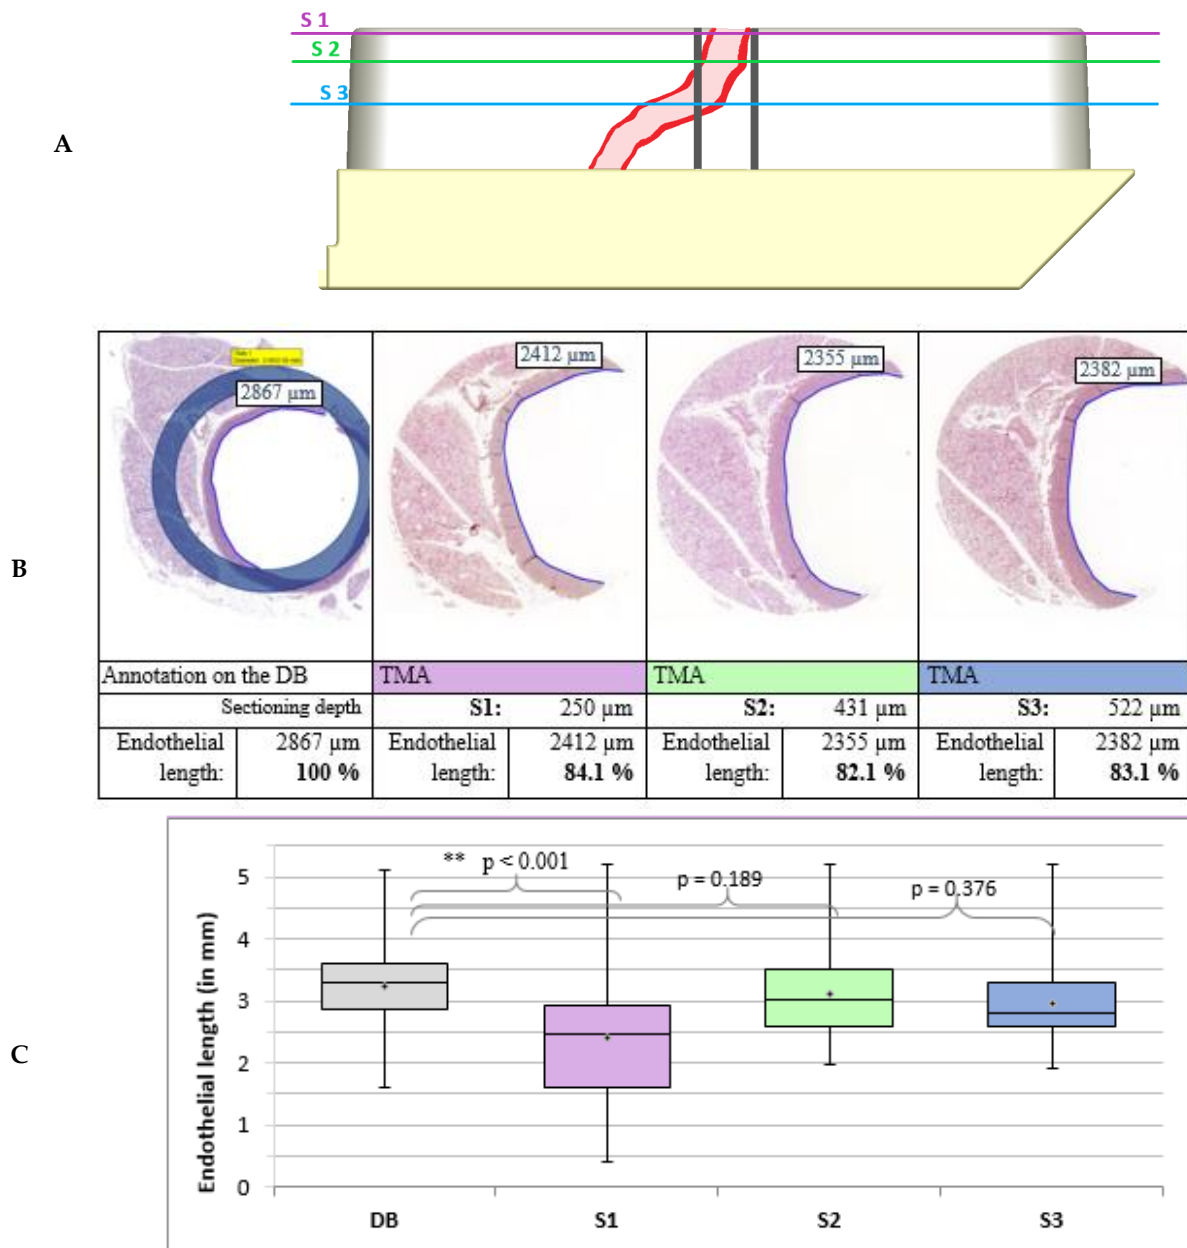 S 1
S 2
S 3
A
2867 µm
2412 µm
2355 µm
2382 µm
B
Annotation on the DB
TMA
TMA
TMA
Sectioning depth
S1: 250 µm
S2: 431 µm
S3: 522 µm
Endothelial length:
2867 µm
100 %
Endothelial length:
2412 µm
84.1 %
Endothelial length:
2355 µm
82.1 %
Endothelial length:
2382 µm
83.1 %
C
Endothelial length (in mm)
5
4
3
2
1
0
** p < 0.001
p = 0.189
p = 0.376
DB
S1
S2
S3